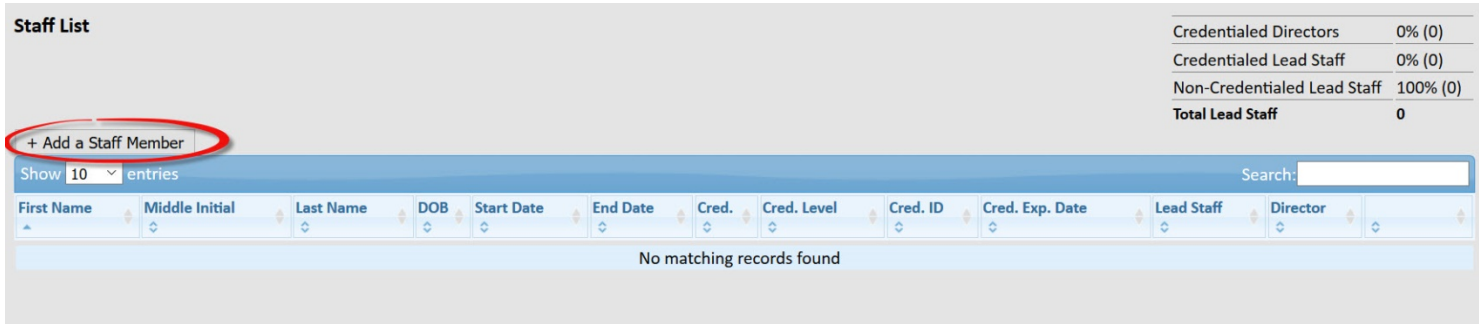 Staff List
Credentialed Directors 0% (0)
Credentialed Lead Staff 0% (0)
Non-Credentialed Lead Staff 100% (0)
Total Lead Staff 0
+ Add a Staff Member
Show 10 entries Search:
First Name Middle Initial Last Name DOB Start Date End Date Cred. Cred. Level Cred. ID Cred. Exp. Date Lead Staff Director
No matching records found